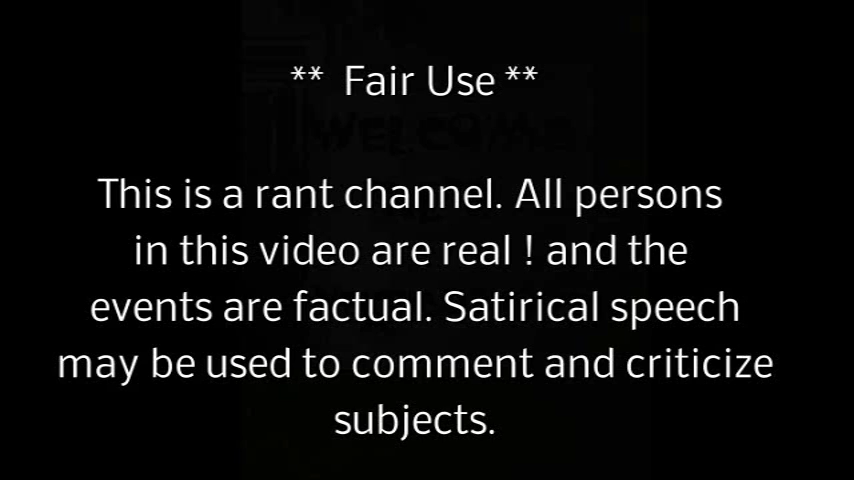 ** Fair Use **
This is a rant channel. All persons
in this video are real ! and the
events are factual. Satirical speech
may be used to comment and criticize
subjects.
WELCOME